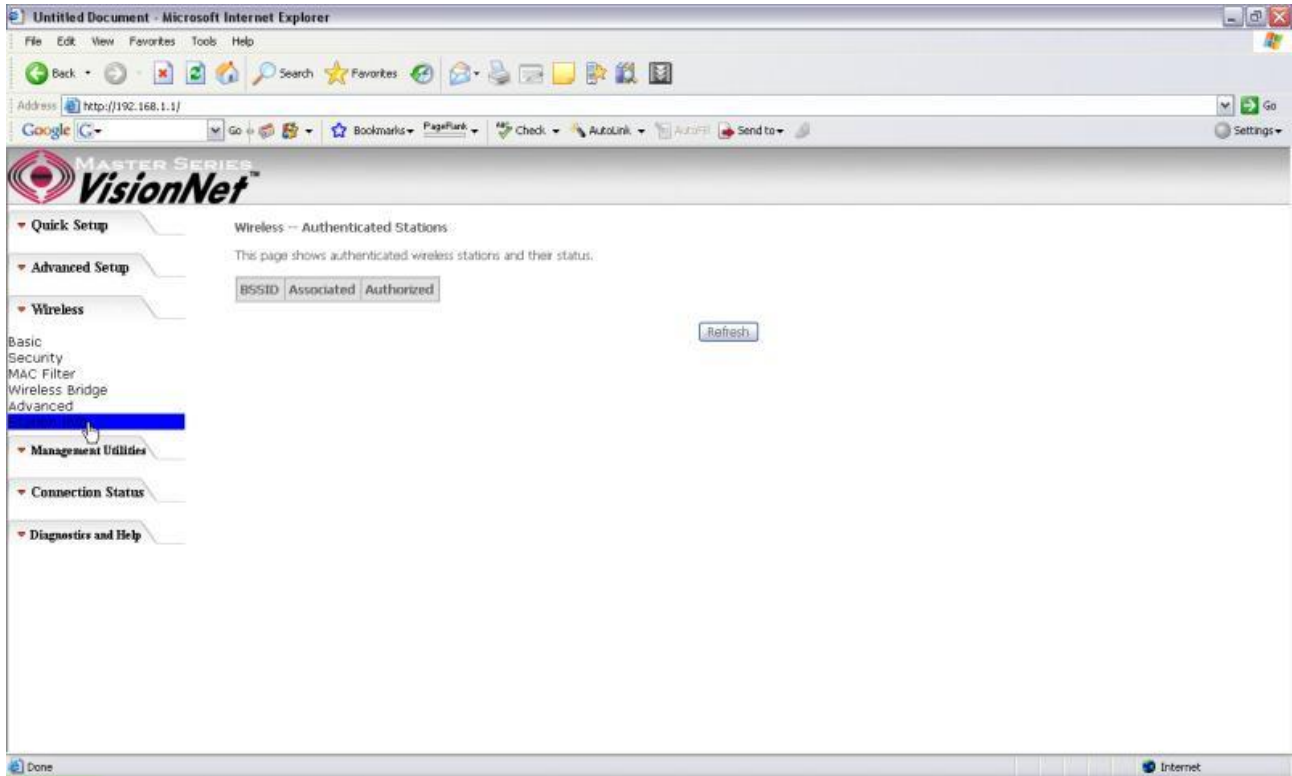 Untitled Document - Microsoft Internet Explorer
File Edit View Favorites Tools Help
Back Search Favorites
Address http://192.168.1.1/ Go
Google G Go Bookmarks PageRank Check AutoLink AutoFill Send to Settings
MASTER SERIES
VisionNet™
Quick Setup
Advanced Setup
Wireless
Basic
Security
MAC Filter
Wireless Bridge
Advanced
Management Utilities
Connection Status
Diagnostics and Help
Wireless -- Authenticated Stations
This page shows authenticated wireless stations and their status.
BSSID Associated Authorized
Refresh
Done Internet